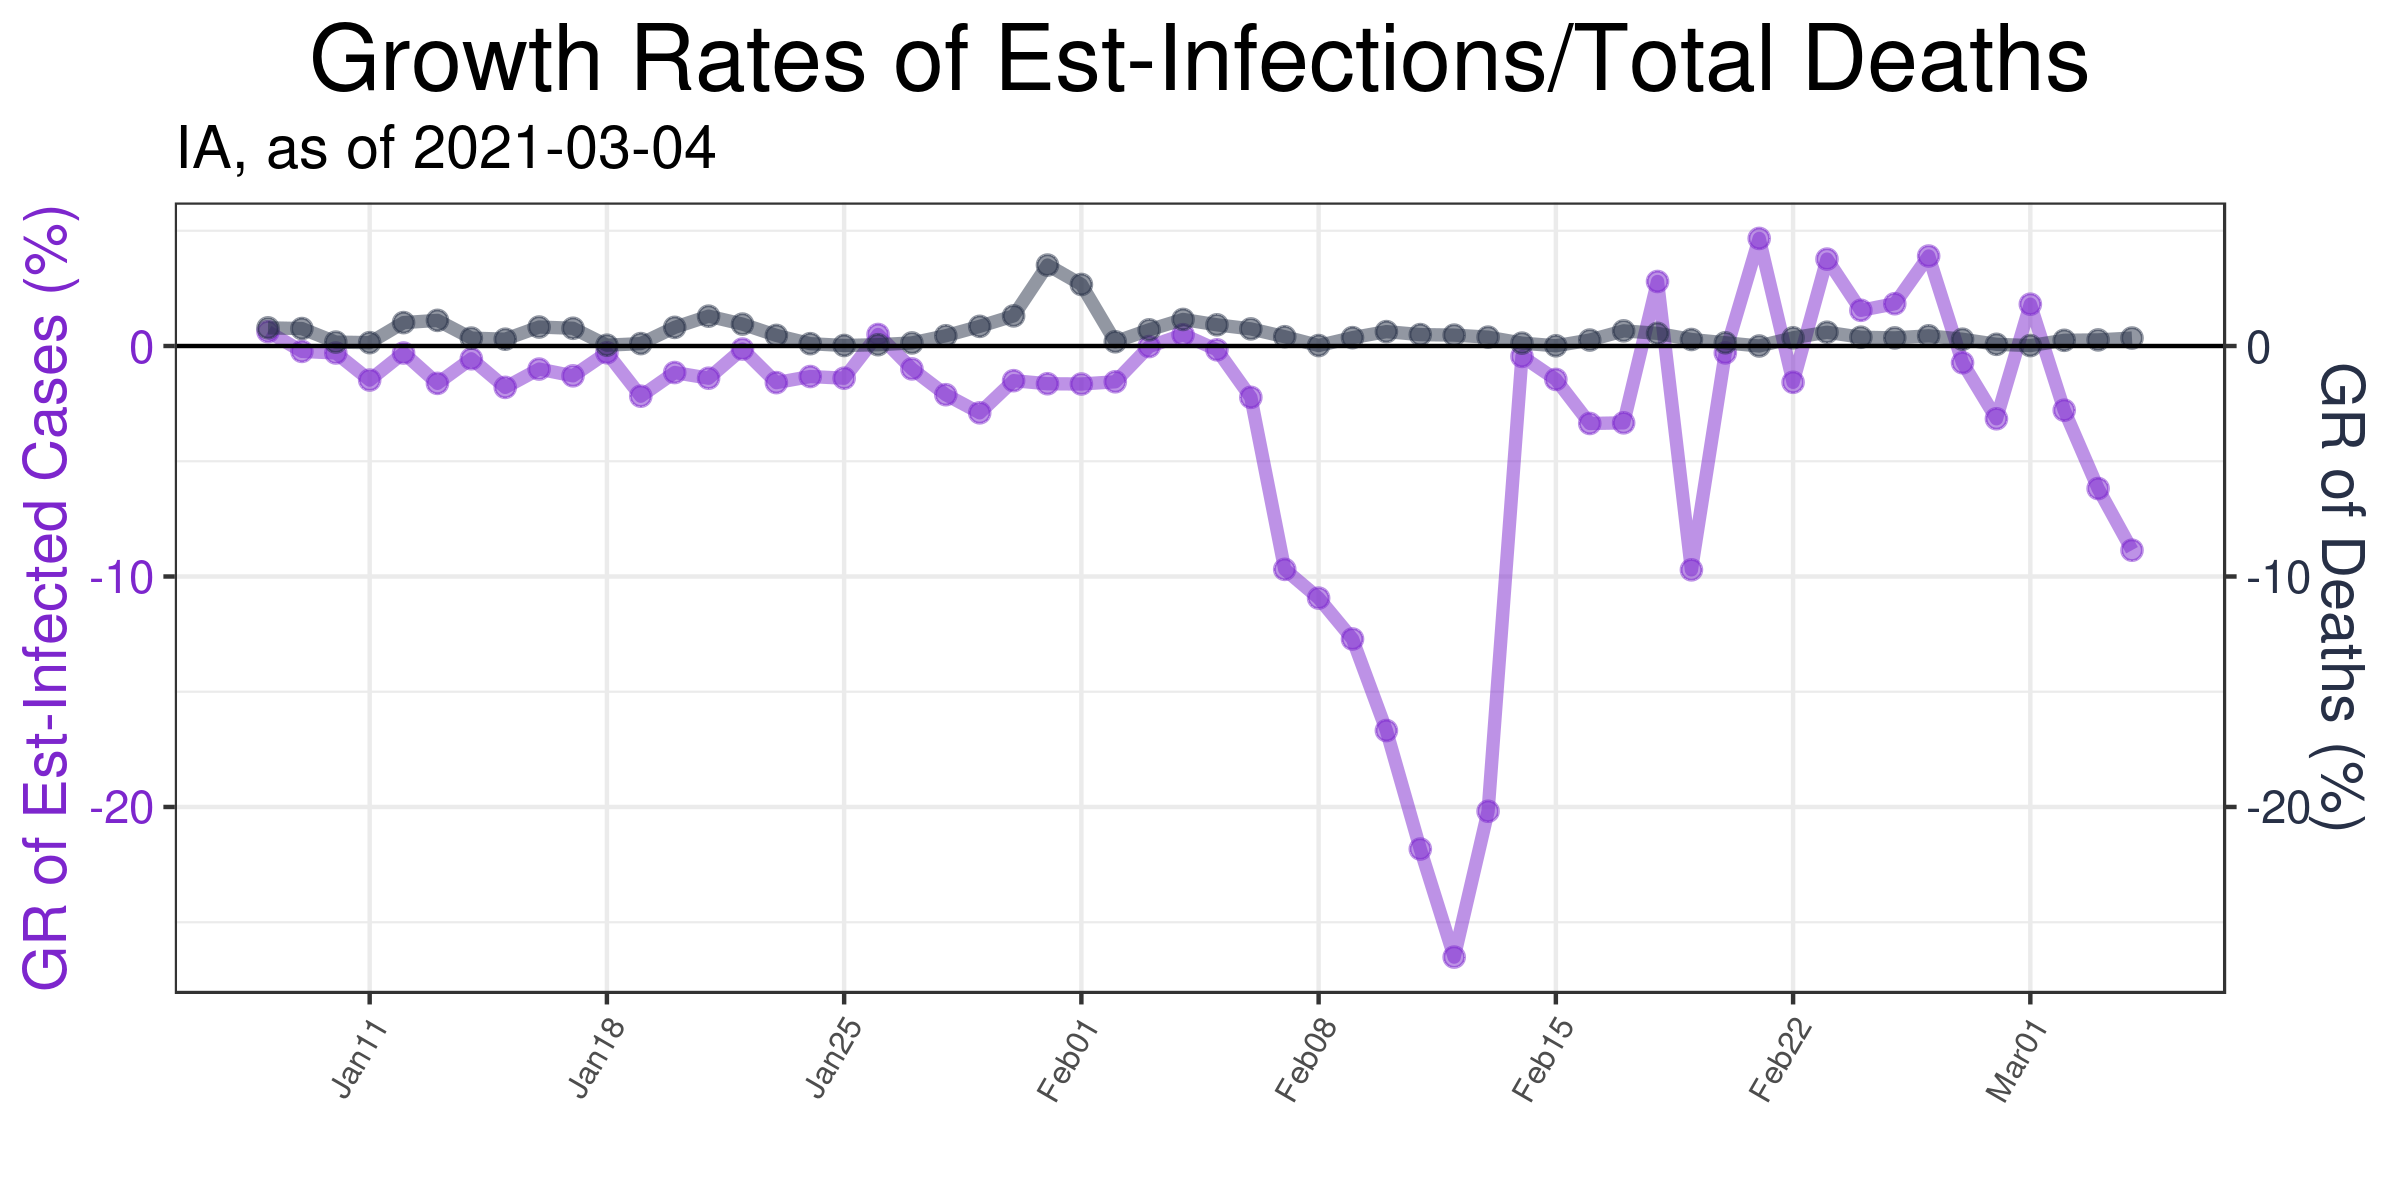 Growth Rates of Est-Infections/Total Deaths
IA, as of 2021-03-04
GR of Est-Infected Cases (%)
0
-10
-20
0
-10
-20
GR of Deaths (%)
Jan11
Jan18
Jan25
Feb01
Feb08
Feb15
Feb22
Mar01